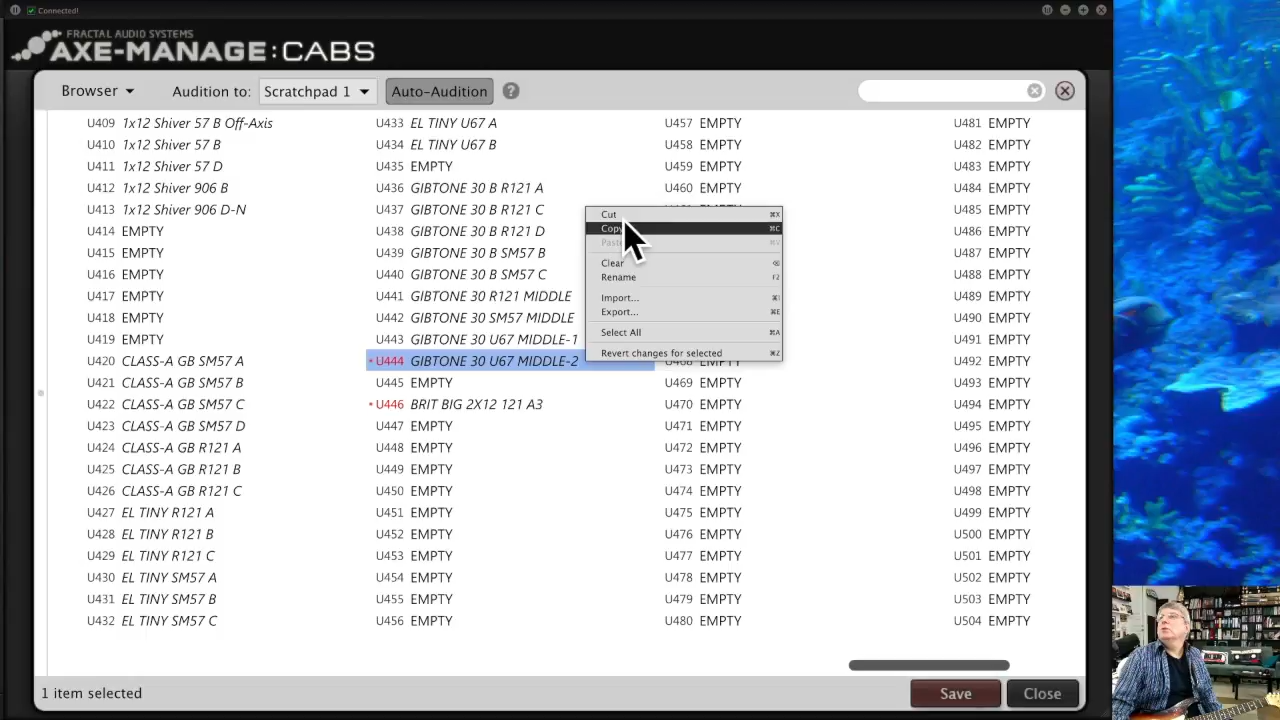 Connected!
FRACTAL AUDIO SYSTEMS
AXE-MANAGE:CABS
Browser
Audition to:
Scratchpad 1
Auto-Audition
?
U409 1x12 Shiver 57 B Off-Axis
U410 1x12 Shiver 57 B
U411 1x12 Shiver 57 D
U412 1x12 Shiver 906 B
U413 1x12 Shiver 906 D-N
U414 EMPTY
U415 EMPTY
U416 EMPTY
U417 EMPTY
U418 EMPTY
U419 EMPTY
U420 CLASS-A GB SM57 A
U421 CLASS-A GB SM57 B
U422 CLASS-A GB SM57 C
U423 CLASS-A GB SM57 D
U424 CLASS-A GB R121 A
U425 CLASS-A GB R121 B
U426 CLASS-A GB R121 C
U427 EL TINY R121 A
U428 EL TINY R121 B
U429 EL TINY R121 C
U430 EL TINY SM57 A
U431 EL TINY SM57 B
U432 EL TINY SM57 C
U433 EL TINY U67 A
U434 EL TINY U67 B
U435 EMPTY
U436 GIBTONE 30 B R121 A
U437 GIBTONE 30 B R121 C
U438 GIBTONE 30 B R121 D
U439 GIBTONE 30 B SM57 B
U440 GIBTONE 30 B SM57 C
U441 GIBTONE 30 R121 MIDDLE
U442 GIBTONE 30 SM57 MIDDLE
U443 GIBTONE 30 U67 MIDDLE-1
* U444 GIBTONE 30 U67 MIDDLE-2
U445 EMPTY
* U446 BRIT BIG 2X12 121 A3
U447 EMPTY
U448 EMPTY
U449 EMPTY
U450 EMPTY
U451 EMPTY
U452 EMPTY
U453 EMPTY
U454 EMPTY
U455 EMPTY
U456 EMPTY
U457 EMPTY
U458 EMPTY
U459 EMPTY
U460 EMPTY
Cut ⌘X
Copy ⌘C
Paste ⌘V
Clear ⌫
Rename F2
Import... ⌘I
Export... ⌘E
Select All ⌘A
Revert changes for selected ⌘Z
U468 EMPTY
U469 EMPTY
U470 EMPTY
U471 EMPTY
U472 EMPTY
U473 EMPTY
U474 EMPTY
U475 EMPTY
U476 EMPTY
U477 EMPTY
U478 EMPTY
U479 EMPTY
U480 EMPTY
U481 EMPTY
U482 EMPTY
U483 EMPTY
U484 EMPTY
U485 EMPTY
U486 EMPTY
U487 EMPTY
U488 EMPTY
U489 EMPTY
U490 EMPTY
U491 EMPTY
U492 EMPTY
U493 EMPTY
U494 EMPTY
U495 EMPTY
U496 EMPTY
U497 EMPTY
U498 EMPTY
U499 EMPTY
U500 EMPTY
U501 EMPTY
U502 EMPTY
U503 EMPTY
U504 EMPTY
1 item selected
Save
Close